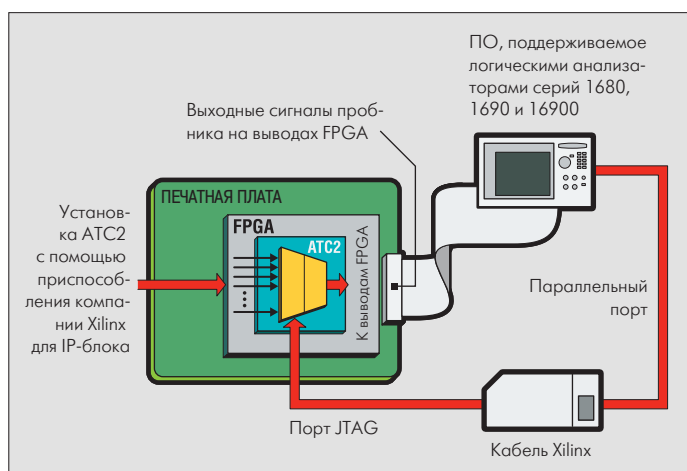 ПО, поддерживаемое
логическими анализа-
торами серий 1680,
1690 и 16900
Выходные сигналы проб-
ника на выводах FPGA
ПЕЧАТНАЯ ПЛАТА
Установ-
ка АТС2
с помощью
приспособ-
ления компа-
нии Xilinx
для IP-блока
FPGA
ATC2
К выводам FPGA
Параллельный
порт
Порт JTAG
Кабель Xilinx